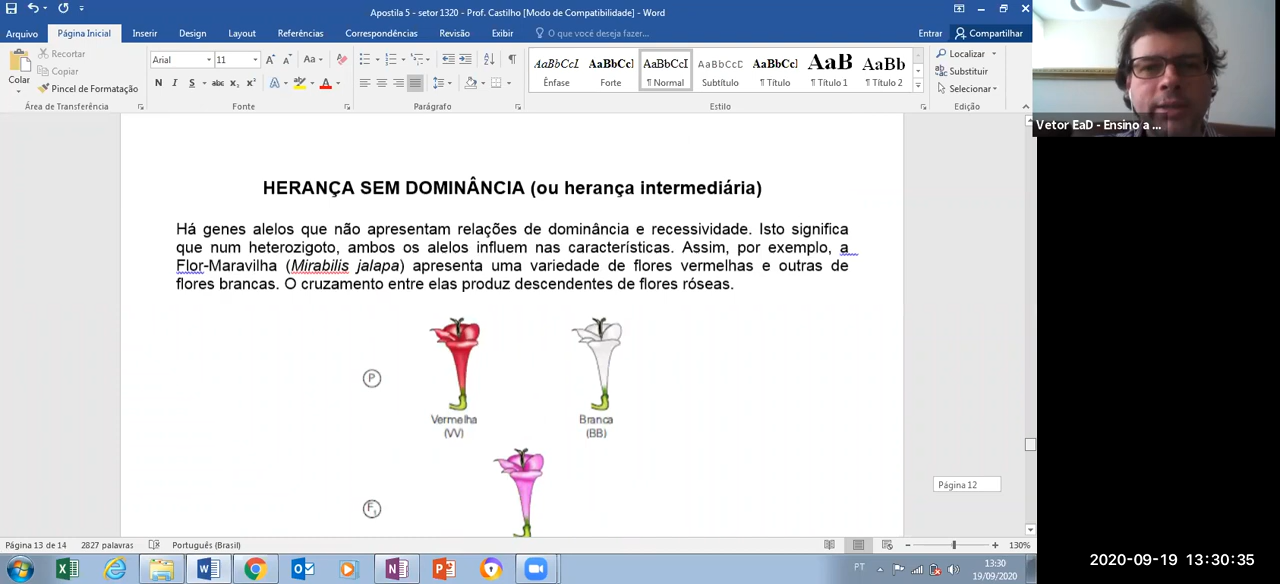 Apostila 5 - setor1320 - Prof. Castilho [Modo de Compatibilidade] - Word
Arquivo Página Inicial Inserir Design Layout Referências Correspondências Revisão Exibir O que você deseja fazer... Entrar Compartilhar
Colar
Recortar
Copiar
Pincel de Formatação
Área de Transferência
Arial 11
N I S abc x₂ x²
Fonte
Parágrafo
AaBbCcI Ênfase
AaBbCcI Forte
AaBbCcI ¶ Normal
AaBbCcC Subtítulo
AaBbCcI ¶ Título
AaB ¶ Título 1
AaBb ¶ Título 2
Estilo
Localizar
Substituir
Selecionar
Edição
Vetor EaD - Ensino a ...
HERANÇA SEM DOMINÂNCIA (ou herança intermediária)
Há genes alelos que não apresentam relações de dominância e recessividade. Isto significa
que num heterozigoto, ambos os alelos influem nas características. Assim, por exemplo, a
Flor-Maravilha (Mirabilis jalapa) apresenta uma variedade de flores vermelhas e outras de
flores brancas. O cruzamento entre elas produz descendentes de flores róseas.
P
Vermelha
(VV)
Branca
(BB)
F₁
Página 12
Página 13 de 14 2827 palavras Português (Brasil) 130%
PT
13:30
19/09/2020
2020-09-19 13:30:35